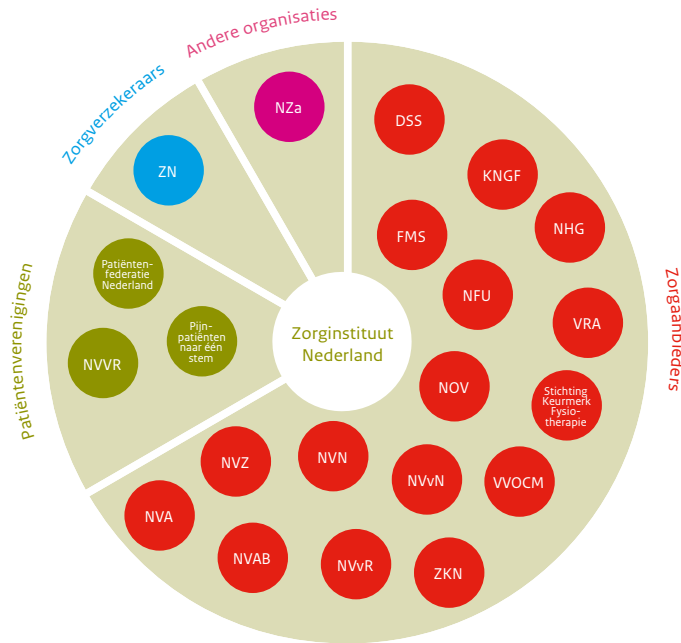 Andere organisaties
Zorgverzekeraars
Patiëntenverenigingen
Zorgaanbieders
NZa
ZN
Patiënten-
federatie
Nederland
Pijn-
patiënten
naar één
stem
NVVR
Zorginstituut
Nederland
DSS
KNGF
NHG
FMS
NFU
VRA
NOV
Stichting
Keurmerk
Fysio-
therapie
NVZ
NVN
NVvN
VVOCM
NVA
NVAB
NVvR
ZKN